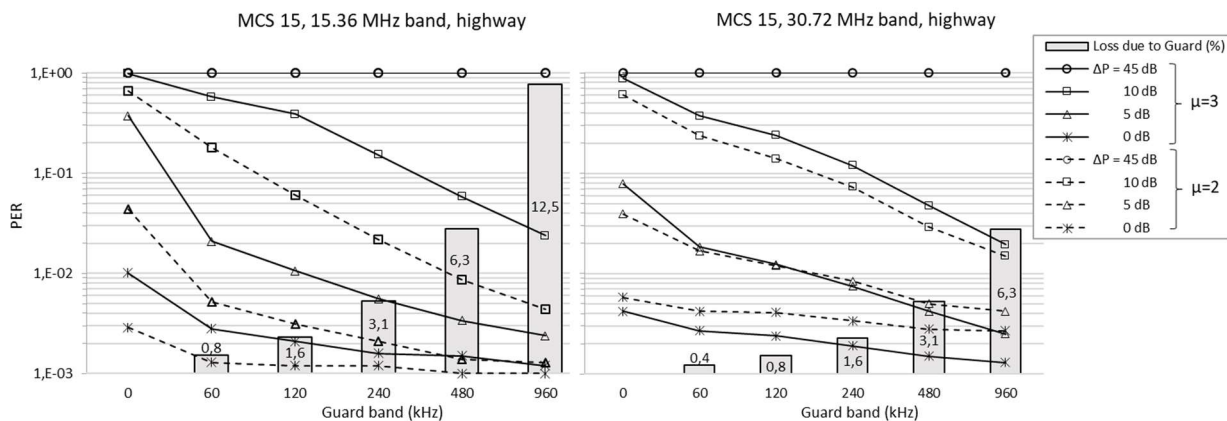 MCS 15, 15.36 MHz band, highway
PER
1,E+00
1,E-01
1,E-02
1,E-03
0,8
1,6
3,1
6,3
12,5
0
60
120
240
480
960
Guard band (kHz)
MCS 15, 30.72 MHz band, highway
0,4
0,8
1,6
3,1
6,3
0
60
120
240
480
960
Guard band (kHz)
Loss due to Guard (%)
ΔP = 45 dB
10 dB
5 dB
0 dB
μ=3
ΔP = 45 dB
10 dB
5 dB
0 dB
μ=2